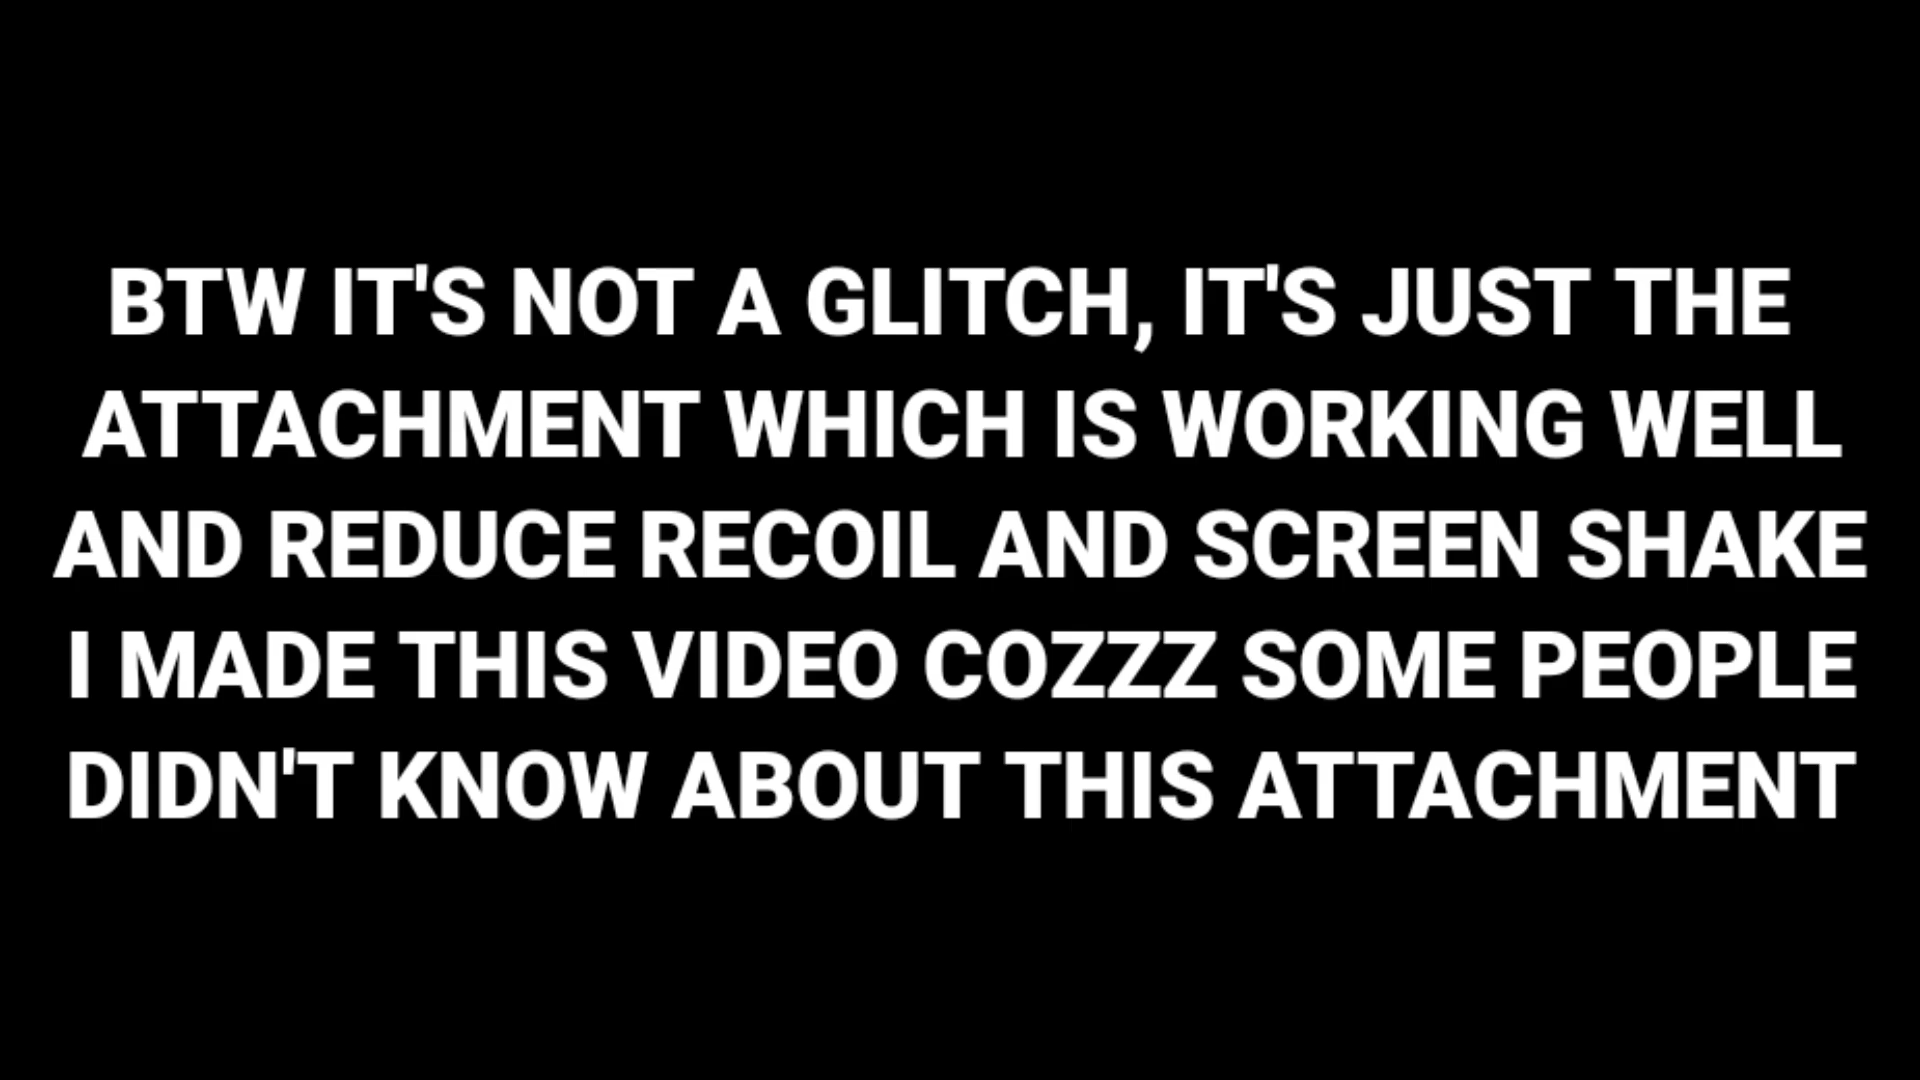 BTW IT'S NOT A GLITCH, IT'S JUST THE
ATTACHMENT WHICH IS WORKING WELL
AND REDUCE RECOIL AND SCREEN SHAKE
I MADE THIS VIDEO COZZZ SOME PEOPLE
DIDN'T KNOW ABOUT THIS ATTACHMENT